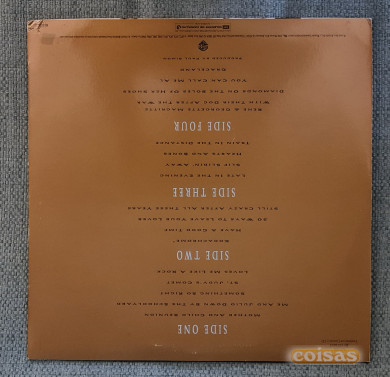 SIDE ONE
MOTHER AND CHILD REUNION
ME AND JULIO DOWN BY THE SCHOOLYARD
SOMETHING SO RIGHT
ST. JUDY'S COMET
LOVES ME LIKE A ROCK
SIDE TWO
KODACHROME®
HAVE A GOOD TIME
50 WAYS TO LEAVE YOUR LOVER
STILL CRAZY AFTER ALL THESE YEARS
SIDE THREE
LATE IN THE EVENING
SLIP SLIDIN' AWAY
HEARTS AND BONES
TRAIN IN THE DISTANCE
SIDE FOUR
RENE & GEORGETTE MAGRITTE
WITH THEIR DOG AFTER THE WAR
DIAMONDS ON THE SOLES OF HER SHOES
YOU CAN CALL ME AL
GRACELAND
PRODUCED BY PAUL SIMON
coisas